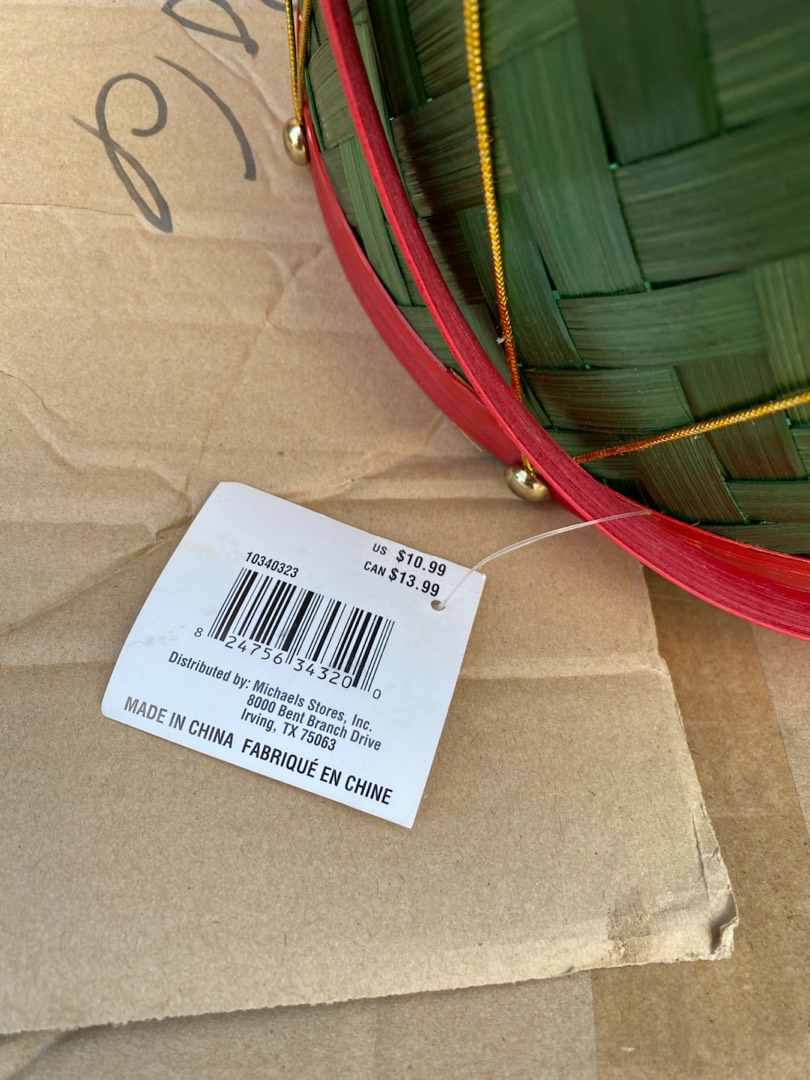 US $10.99
CAN $13.99
10340323
8 24756 34320 0
Distributed by: Michaels Stores, Inc.
8000 Bent Branch Drive
Irving, TX 75063
MADE IN CHINA FABRIQUÉ EN CHINE